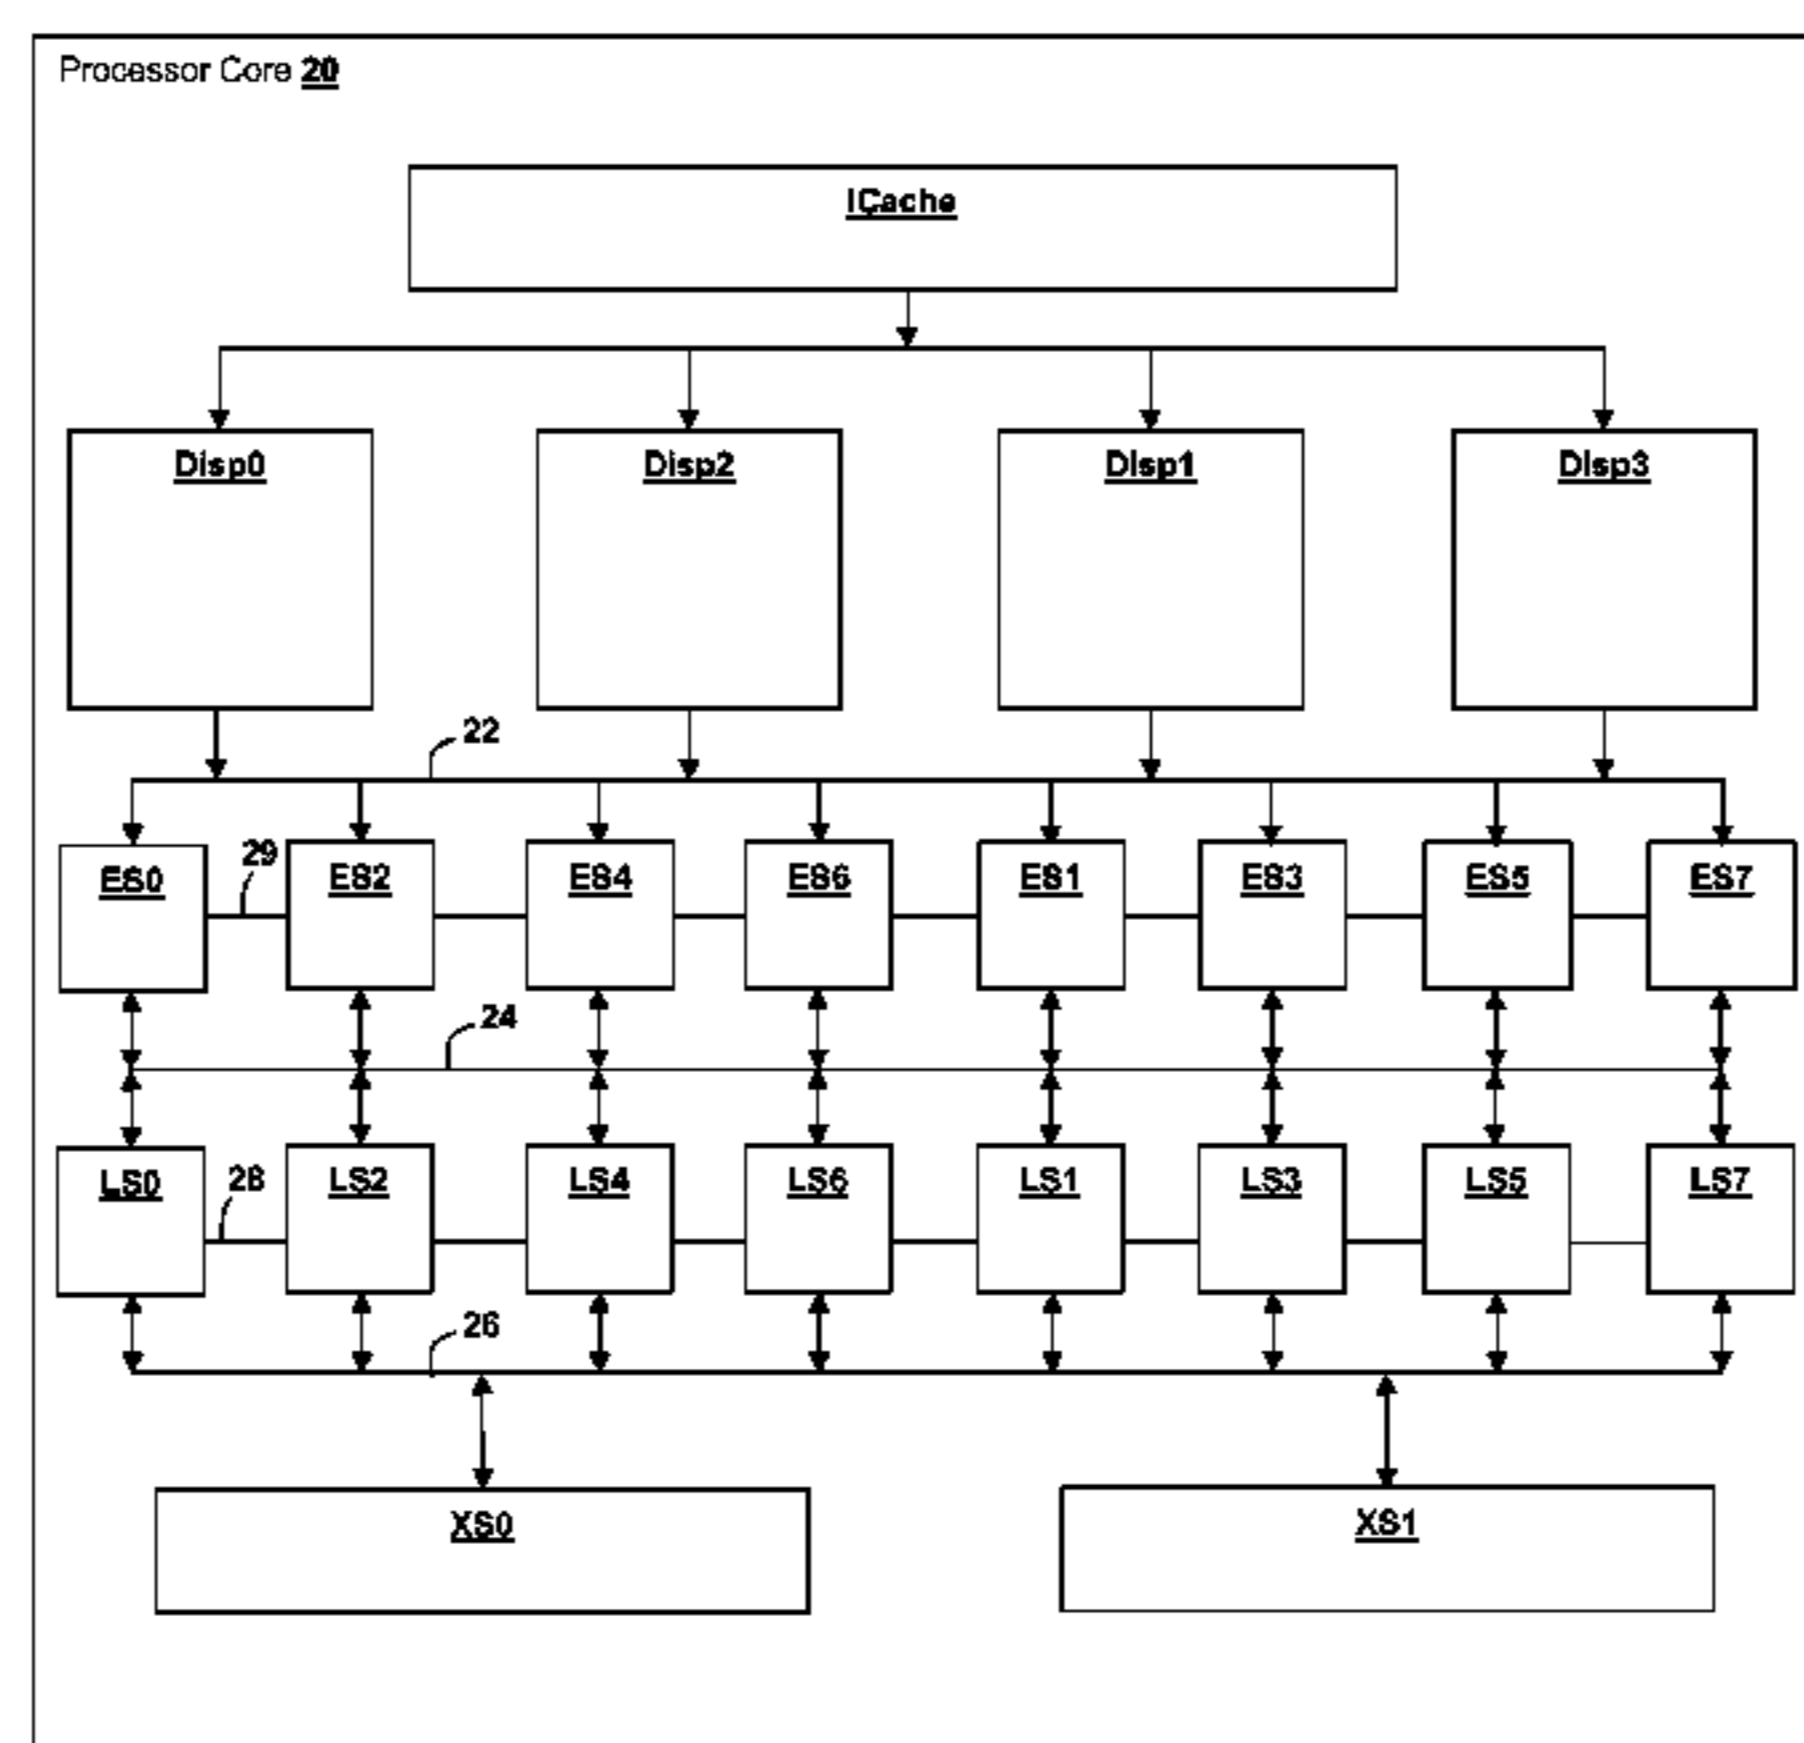 Processor Core 20
ICache
Disp0 Disp2 Disp1 Disp3
22
29
ES0 ES2 ES4 ES6 ES1 ES3 ES5 ES7
24
LS0 LS2 LS4 LS6 LS1 LS3 LS5 LS7
28
26
XS0 XS1